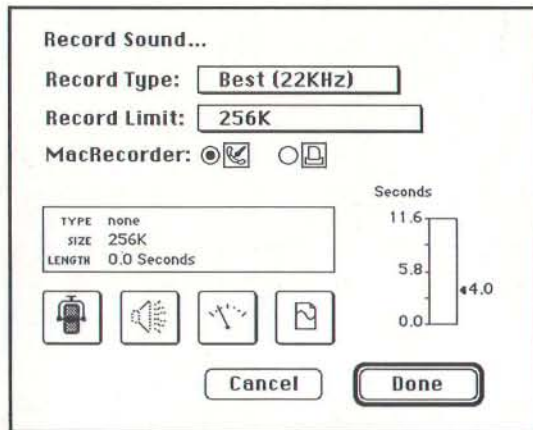 Record Sound...
Record Type: Best (22KHz)
Record Limit: 256K
MacRecorder:
Seconds
11.6
TYPE none
SIZE 256K
LENGTH 0.0 Seconds
5.8
4.0
0.0
Cancel Done